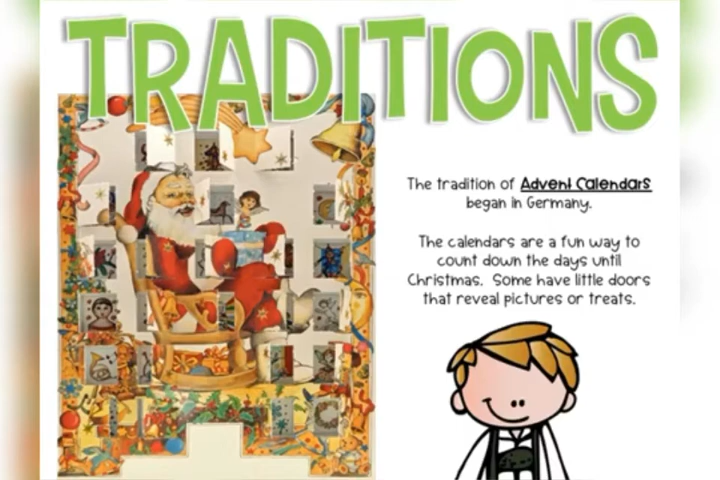 TRADITIONS
The tradition of Advent Calendars
began in Germany.
The calendars are a fun way to
count down the days until
Christmas. Some have little doors
that reveal pictures or treats.